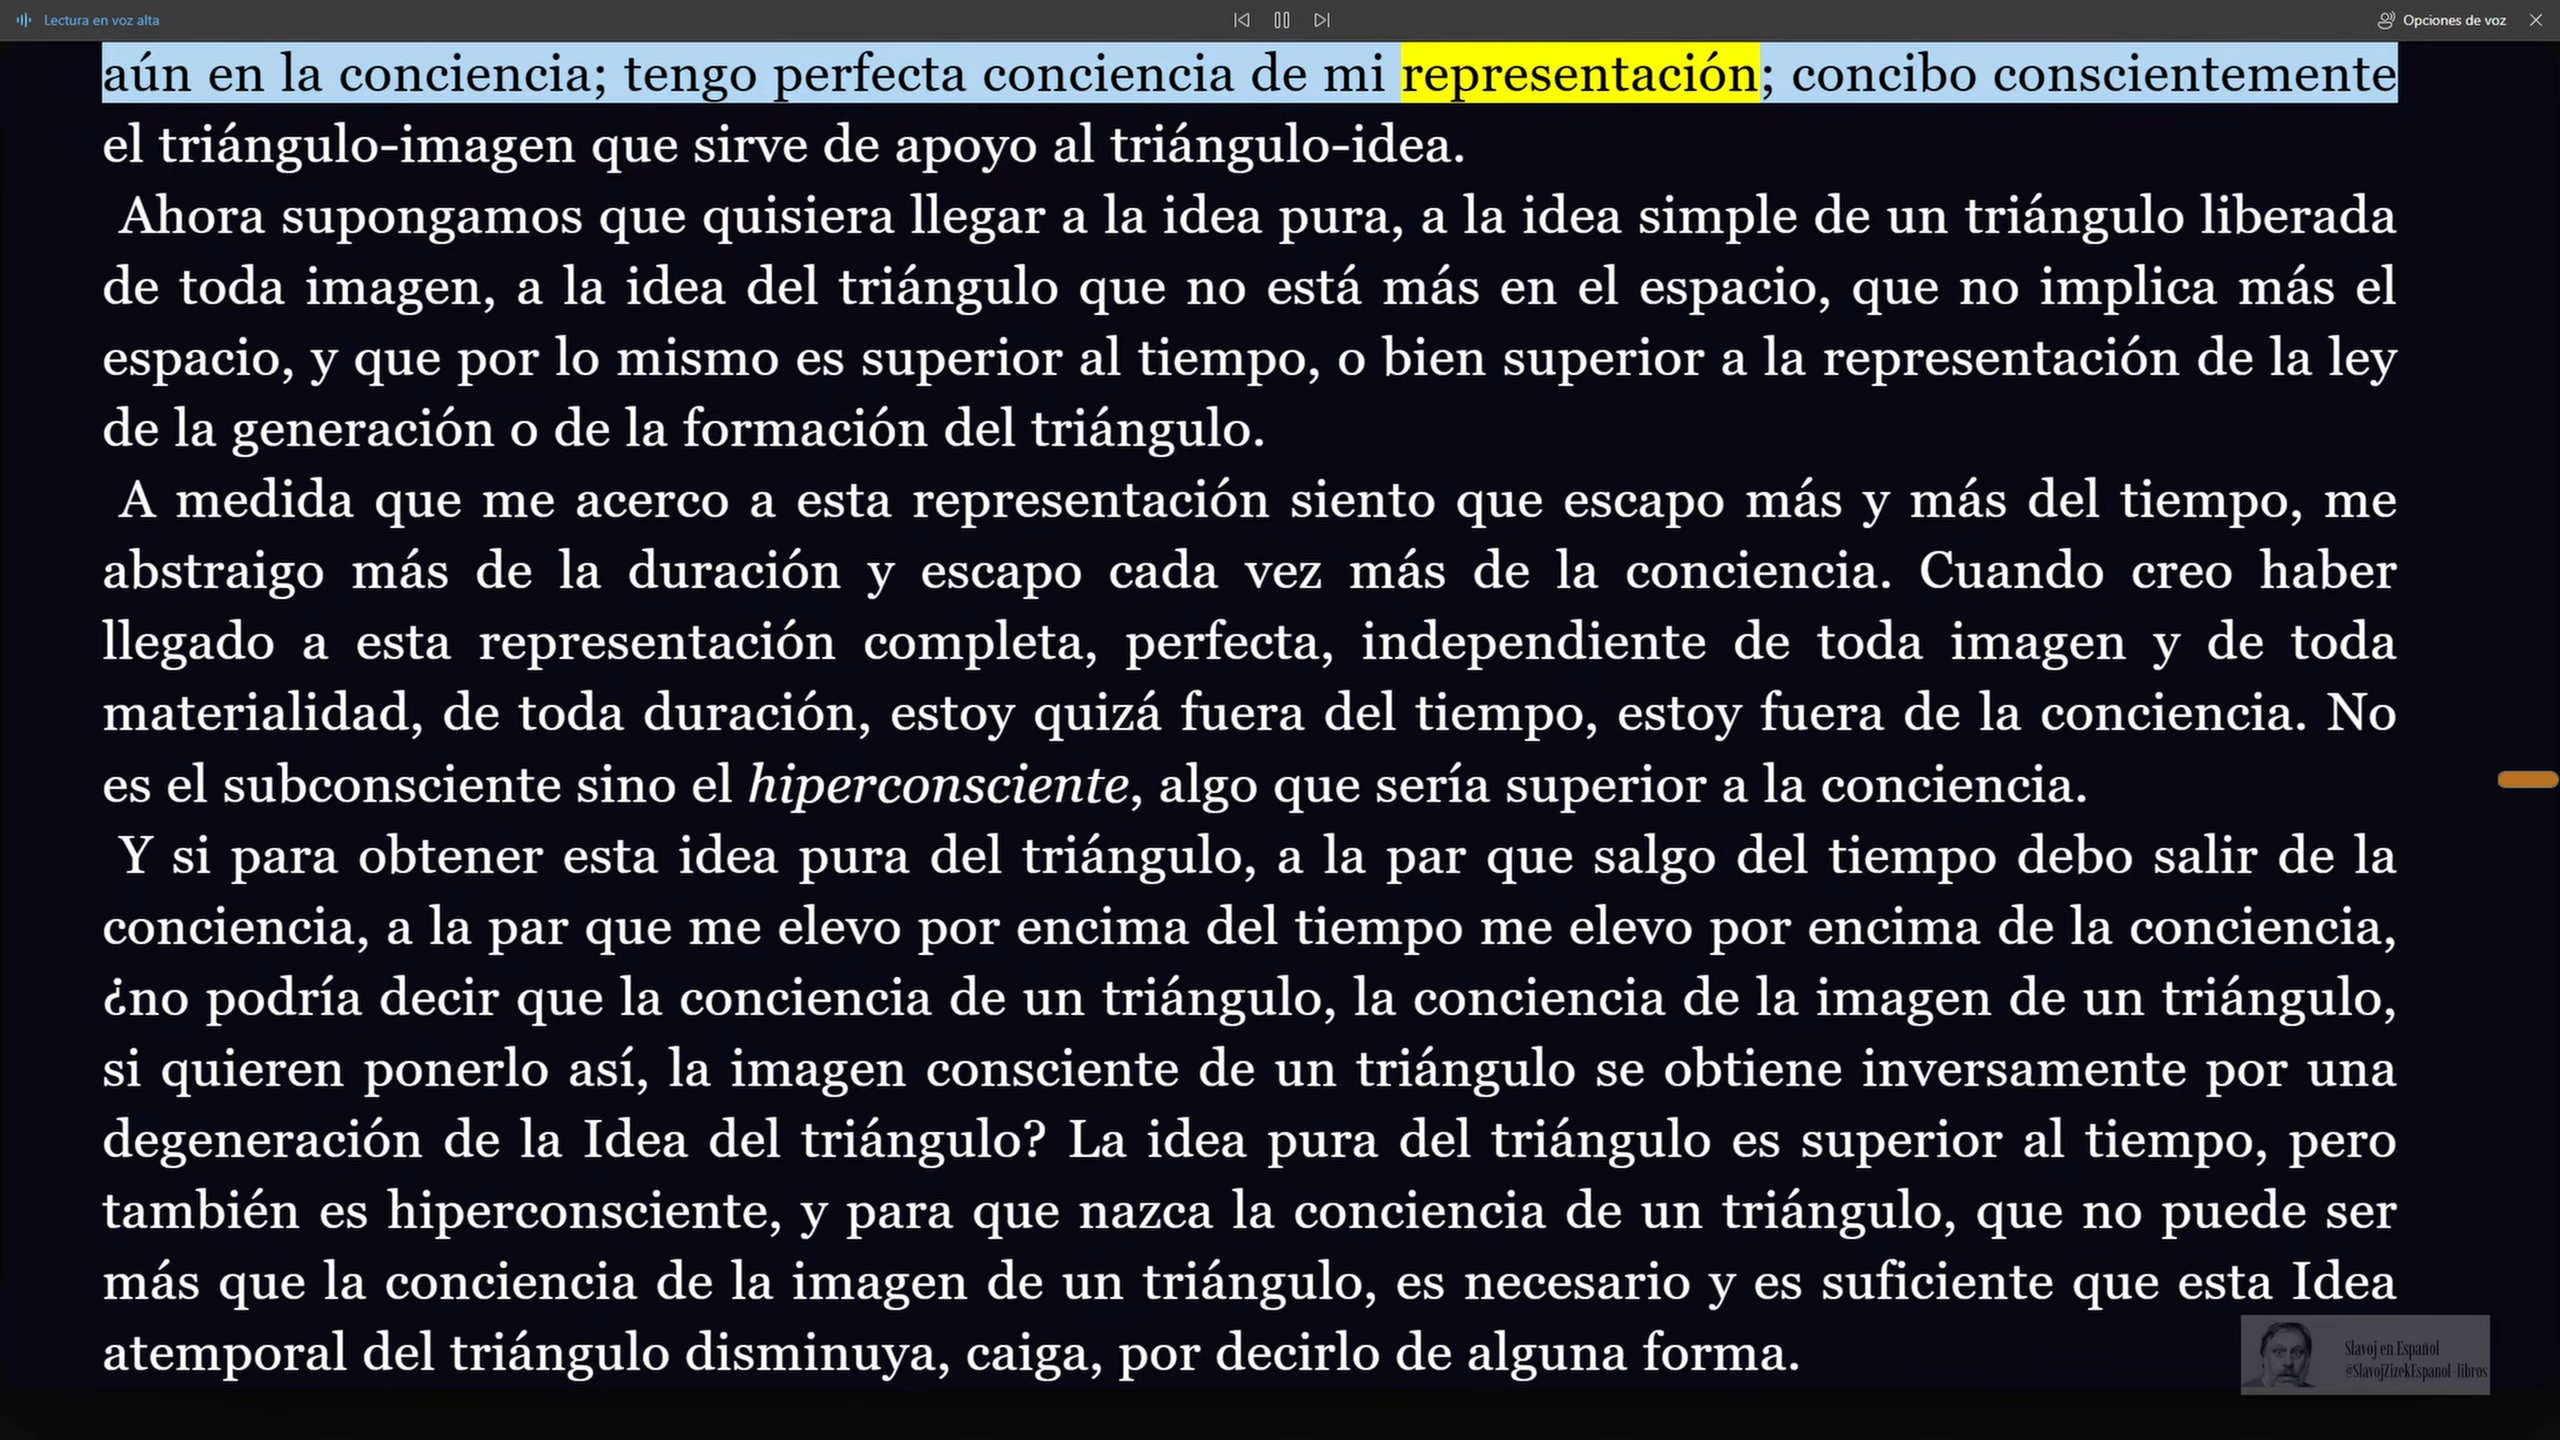 Lectura en voz alta
Opciones de voz
aún en la conciencia; tengo perfecta conciencia de mi representación; concibo conscientemente
el triángulo-imagen que sirve de apoyo al triángulo-idea.
Ahora supongamos que quisiera llegar a la idea pura, a la idea simple de un triángulo liberada
de toda imagen, a la idea del triángulo que no está más en el espacio, que no implica más el
espacio, y que por lo mismo es superior al tiempo, o bien superior a la representación de la ley
de la generación o de la formación del triángulo.
A medida que me acerco a esta representación siento que escapo más y más del tiempo, me
abstraigo más de la duración y escapo cada vez más de la conciencia. Cuando creo haber
llegado a esta representación completa, perfecta, independiente de toda imagen y de toda
materialidad, de toda duración, estoy quizá fuera del tiempo, estoy fuera de la conciencia. No
es el subconsciente sino el hiperconsciente, algo que sería superior a la conciencia.
Y si para obtener esta idea pura del triángulo, a la par que salgo del tiempo debo salir de la
conciencia, a la par que me elevo por encima del tiempo me elevo por encima de la conciencia,
¿no podría decir que la conciencia de un triángulo, la conciencia de la imagen de un triángulo,
si quieren ponerlo así, la imagen consciente de un triángulo se obtiene inversamente por una
degeneración de la Idea del triángulo? La idea pura del triángulo es superior al tiempo, pero
también es hiperconsciente, y para que nazca la conciencia de un triángulo, que no puede ser
más que la conciencia de la imagen de un triángulo, es necesario y es suficiente que esta Idea
atemporal del triángulo disminuya, caiga, por decirlo de alguna forma.
Slavoj en Español
@SlavojZizekEspanol-libros